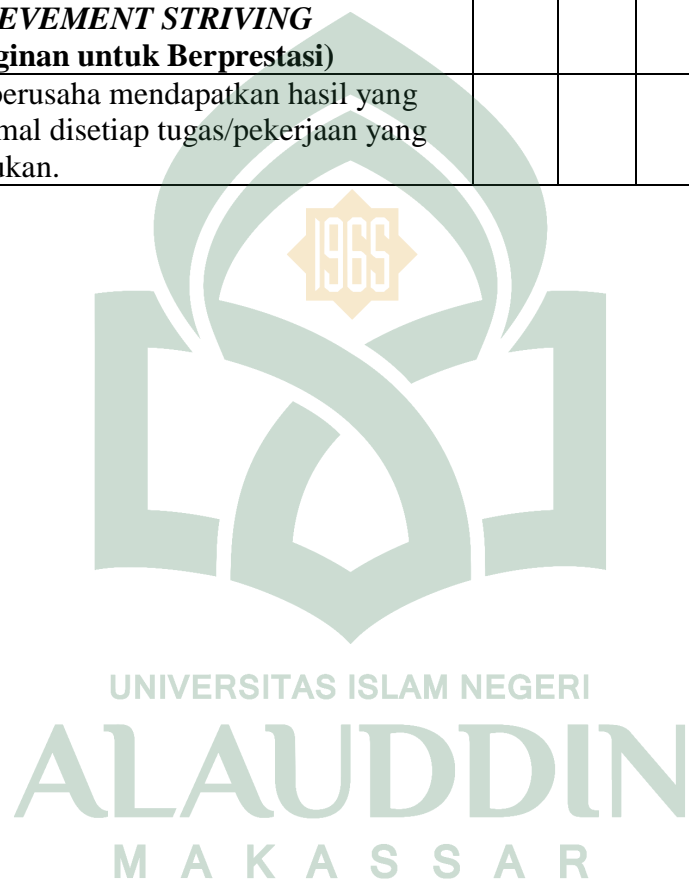 EVEMENT STRIVING
ginan untuk Berprestasi)
berusaha mendapatkan hasil yang
mal disetiap tugas/pekerjaan yang
ukan.
1965
UNIVERSITAS ISLAM NEGERI
ALAUDDIN
MAKASSAR